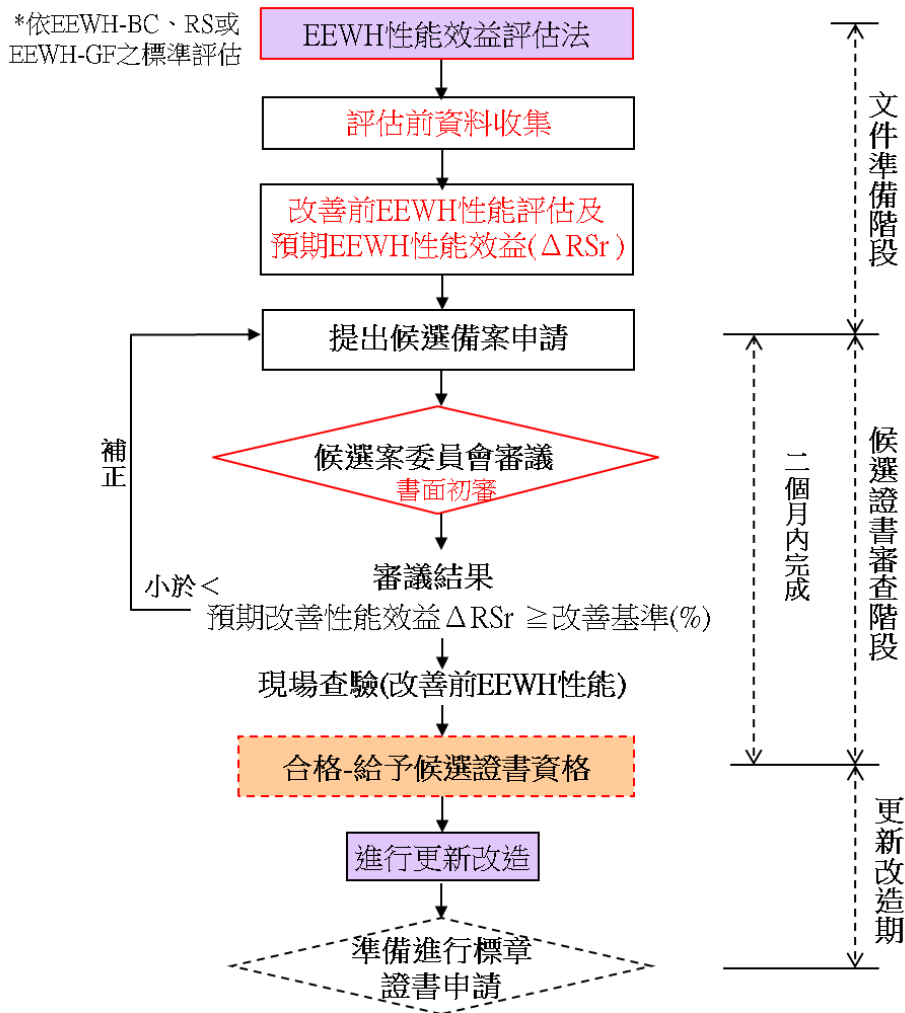 *依EEWH-BC、RS或
EEWH-GF之標準評估
EEWH性能效益評估法
評估前資料收集
改善前EEWH性能評估及
預期EEWH性能效益(ΔRSr)
提出候選備案申請
候選案委員會審議
書面初審
補正
審議結果
小於＜
預期改善性能效益ΔRSr ≧改善基準(%)
現場查驗(改善前EEWH性能)
合格-給予候選證書資格
進行更新改造
準備進行標章
證書申請
文件準備階段
二個月內完成
候選證書審查階段
更新改造期